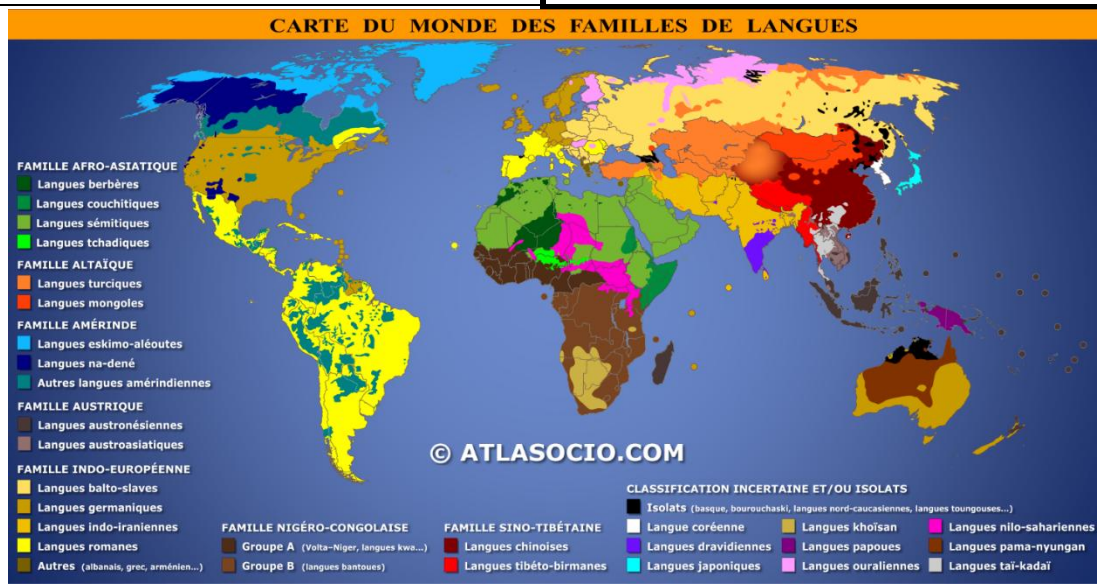 CARTE DU MONDE DES FAMILLES DE LANGUES
FAMILLE AFRO-ASIATIQUE
Langues berbères
Langues couchitiques
Langues sémitiques
Langues tchadiques
FAMILLE ALTAÏQUE
Langues turciques
Langues mongoles
FAMILLE AMÉRINDE
Langues eskimo-aléoutes
Langues na-dené
Autres langues amérindiennes
FAMILLE AUSTRIQUE
Langues austronésiennes
Langues austroasiatiques
FAMILLE INDO-EUROPÉENNE
Langues balto-slaves
Langues germaniques
Langues indo-iraniennes
Langues romanes
Autres (albanais, grec, arménien...)
© ATLASOCIO.COM
FAMILLE NIGÉRO-CONGOLAISE
Groupe A (Volta-Niger, langues kwa...)
Groupe B (langues bantoues)
FAMILLE SINO-TIBÉTAINE
Langues chinoises
Langues tibéto-birmanes
CLASSIFICATION INCERTAINE ET/OU ISOLATS
Isolats (basque, bourouchaski, langues nord-caucasiennes, langues toungouses...)
Langue coréenne
Langues dravidiennes
Langues japoniques
Langues khoïsan
Langues papoues
Langues ouraliennes
Langues nilo-sahariennes
Langues pama-nyungan
Langues taï-kadaï